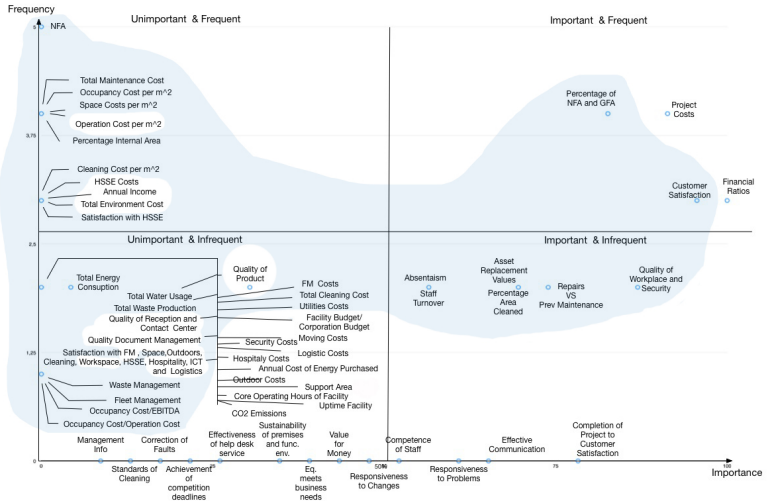 Frequency
Unimportant & Frequent
Important & Frequent
5
NFA
Total Maintenance Cost
Occupancy Cost per m^2
Space Costs per m^2
Operation Cost per m^2
Percentage Internal Area
Percentage of
NFA and GFA
Project
Costs
3,75
Cleaning Cost per m^2
HSSE Costs
Annual Income
Total Environment Cost
Satisfaction with HSSE
Customer
Satisfaction
Financial
Ratios
Unimportant & Infrequent
Important & Infrequent
2,5
Total Energy
Consuption
Quality of
Product
Total Water Usage
Total Waste Production
Quality of Reception and
Contact Center
Quality Document Management
Satisfaction with FM , Space,Outdoors,
Cleaning, Workspace, HSSE, Hospitality, ICT
and Logistics
FM Costs
Total Cleaning Cost
Utilities Costs
Facility Budget/
Corporation Budget
Moving Costs
Security Costs
Logistic Costs
Hospitaly Costs
Annual Cost of Energy Purchased
Outdoor Costs
Support Area
Core Operating Hours of Facility
Uptime Facility
CO2 Emissions
Absentaism
Staff
Turnover
Asset
Replacement
Values
Percentage
Area
Cleaned
Repairs
VS
Prev Maintenance
Quality of
Workplace and
Security
1,25
Waste Management
Fleet Management
Occupancy Cost/EBITDA
Occupancy Cost/Operation Cost
Management
Info
Correction of
Faults
Effectiveness
of help desk
service
Sustainability
of premises
and func.
env.
Value
for
Money
Competence
of Staff
Effective
Communication
Completion of
Project to
Customer
Satisfaction
0
0
25
50%
75
100
Importance
Standards of
Cleaning
Achievement
of
competition
deadlines
Eq.
meets
business
needs
Responsiveness
to Changes
Responsiveness
to Problems